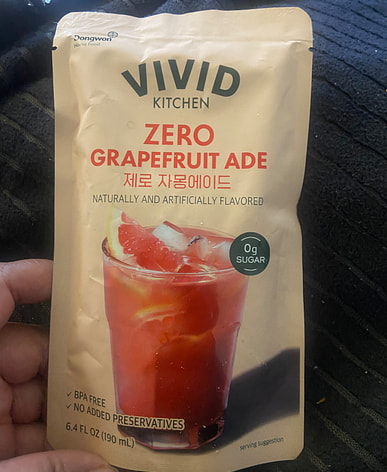 Dongwon
VIVID
KITCHEN
ZERO
GRAPEFRUIT ADE
제로 자몽에이드
NATURALLY AND ARTIFICIALLY FLAVORED
0g
SUGAR
✓ BPA FREE
✓ NO ADDED PRESERVATIVES
6.4 FL OZ (190 mL)
serving suggestion